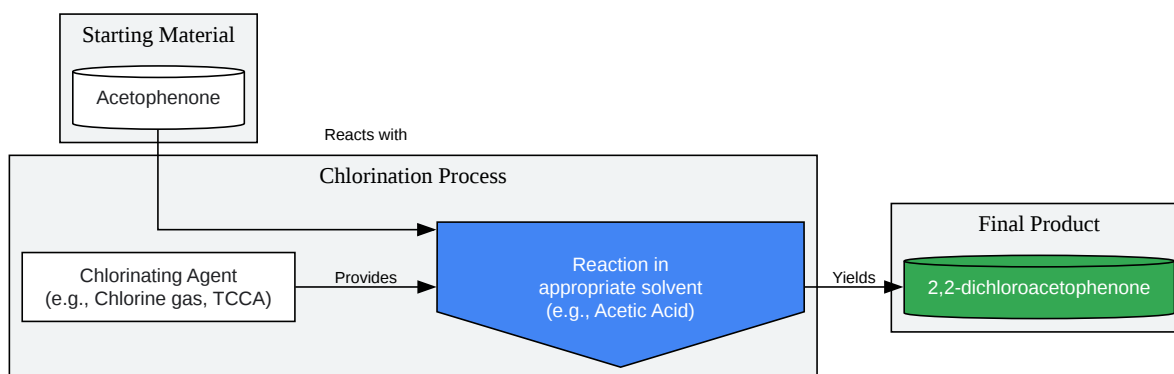 Starting Material
Acetophenone
Reacts with
Chlorination Process
Chlorinating Agent
(e.g., Chlorine gas, TCCA)
Provides
Reaction in
appropriate solvent
(e.g., Acetic Acid)
Yields
Final Product
2,2-dichloroacetophenone